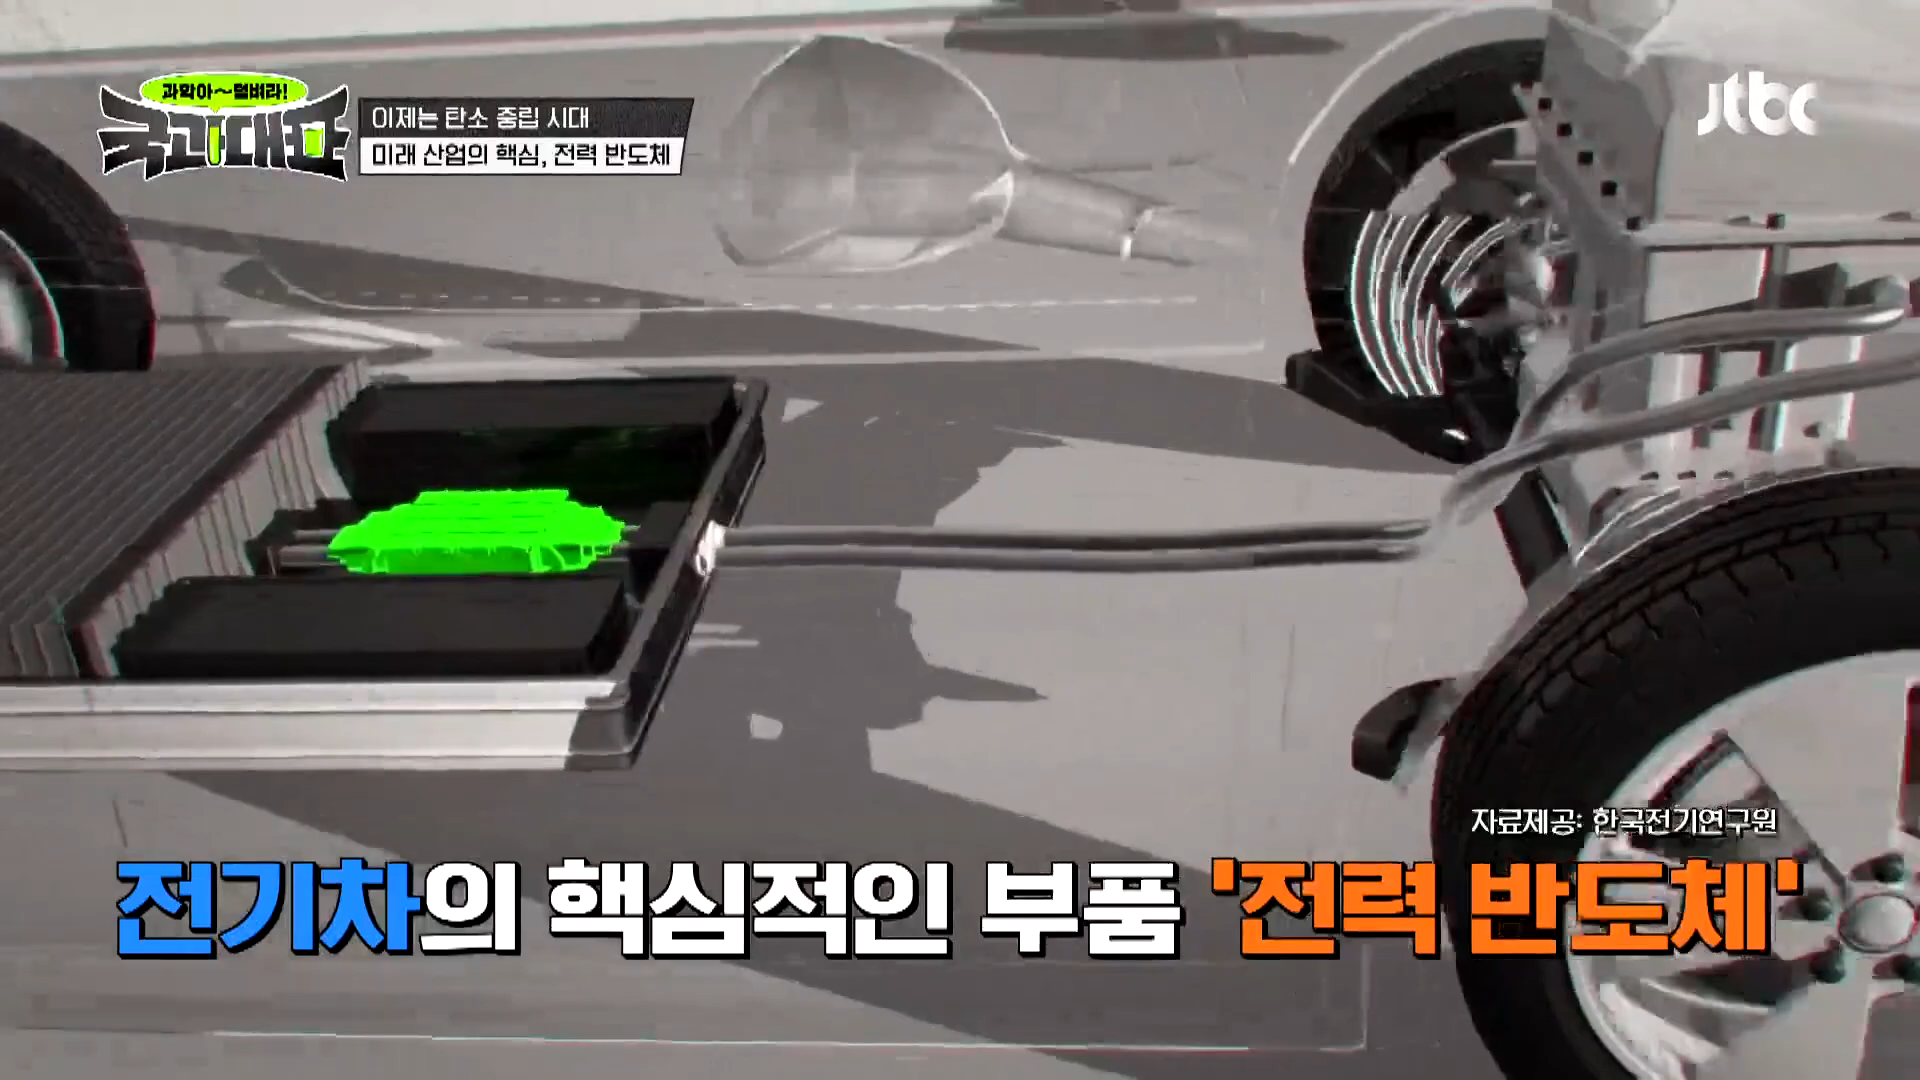 과학아~덤벼라!
국과대표
이제는 탄소 중립 시대
미래 산업의 핵심, 전력 반도체
jtbc
자료제공: 한국전기연구원
전기차의 핵심적인 부품 '전력 반도체'